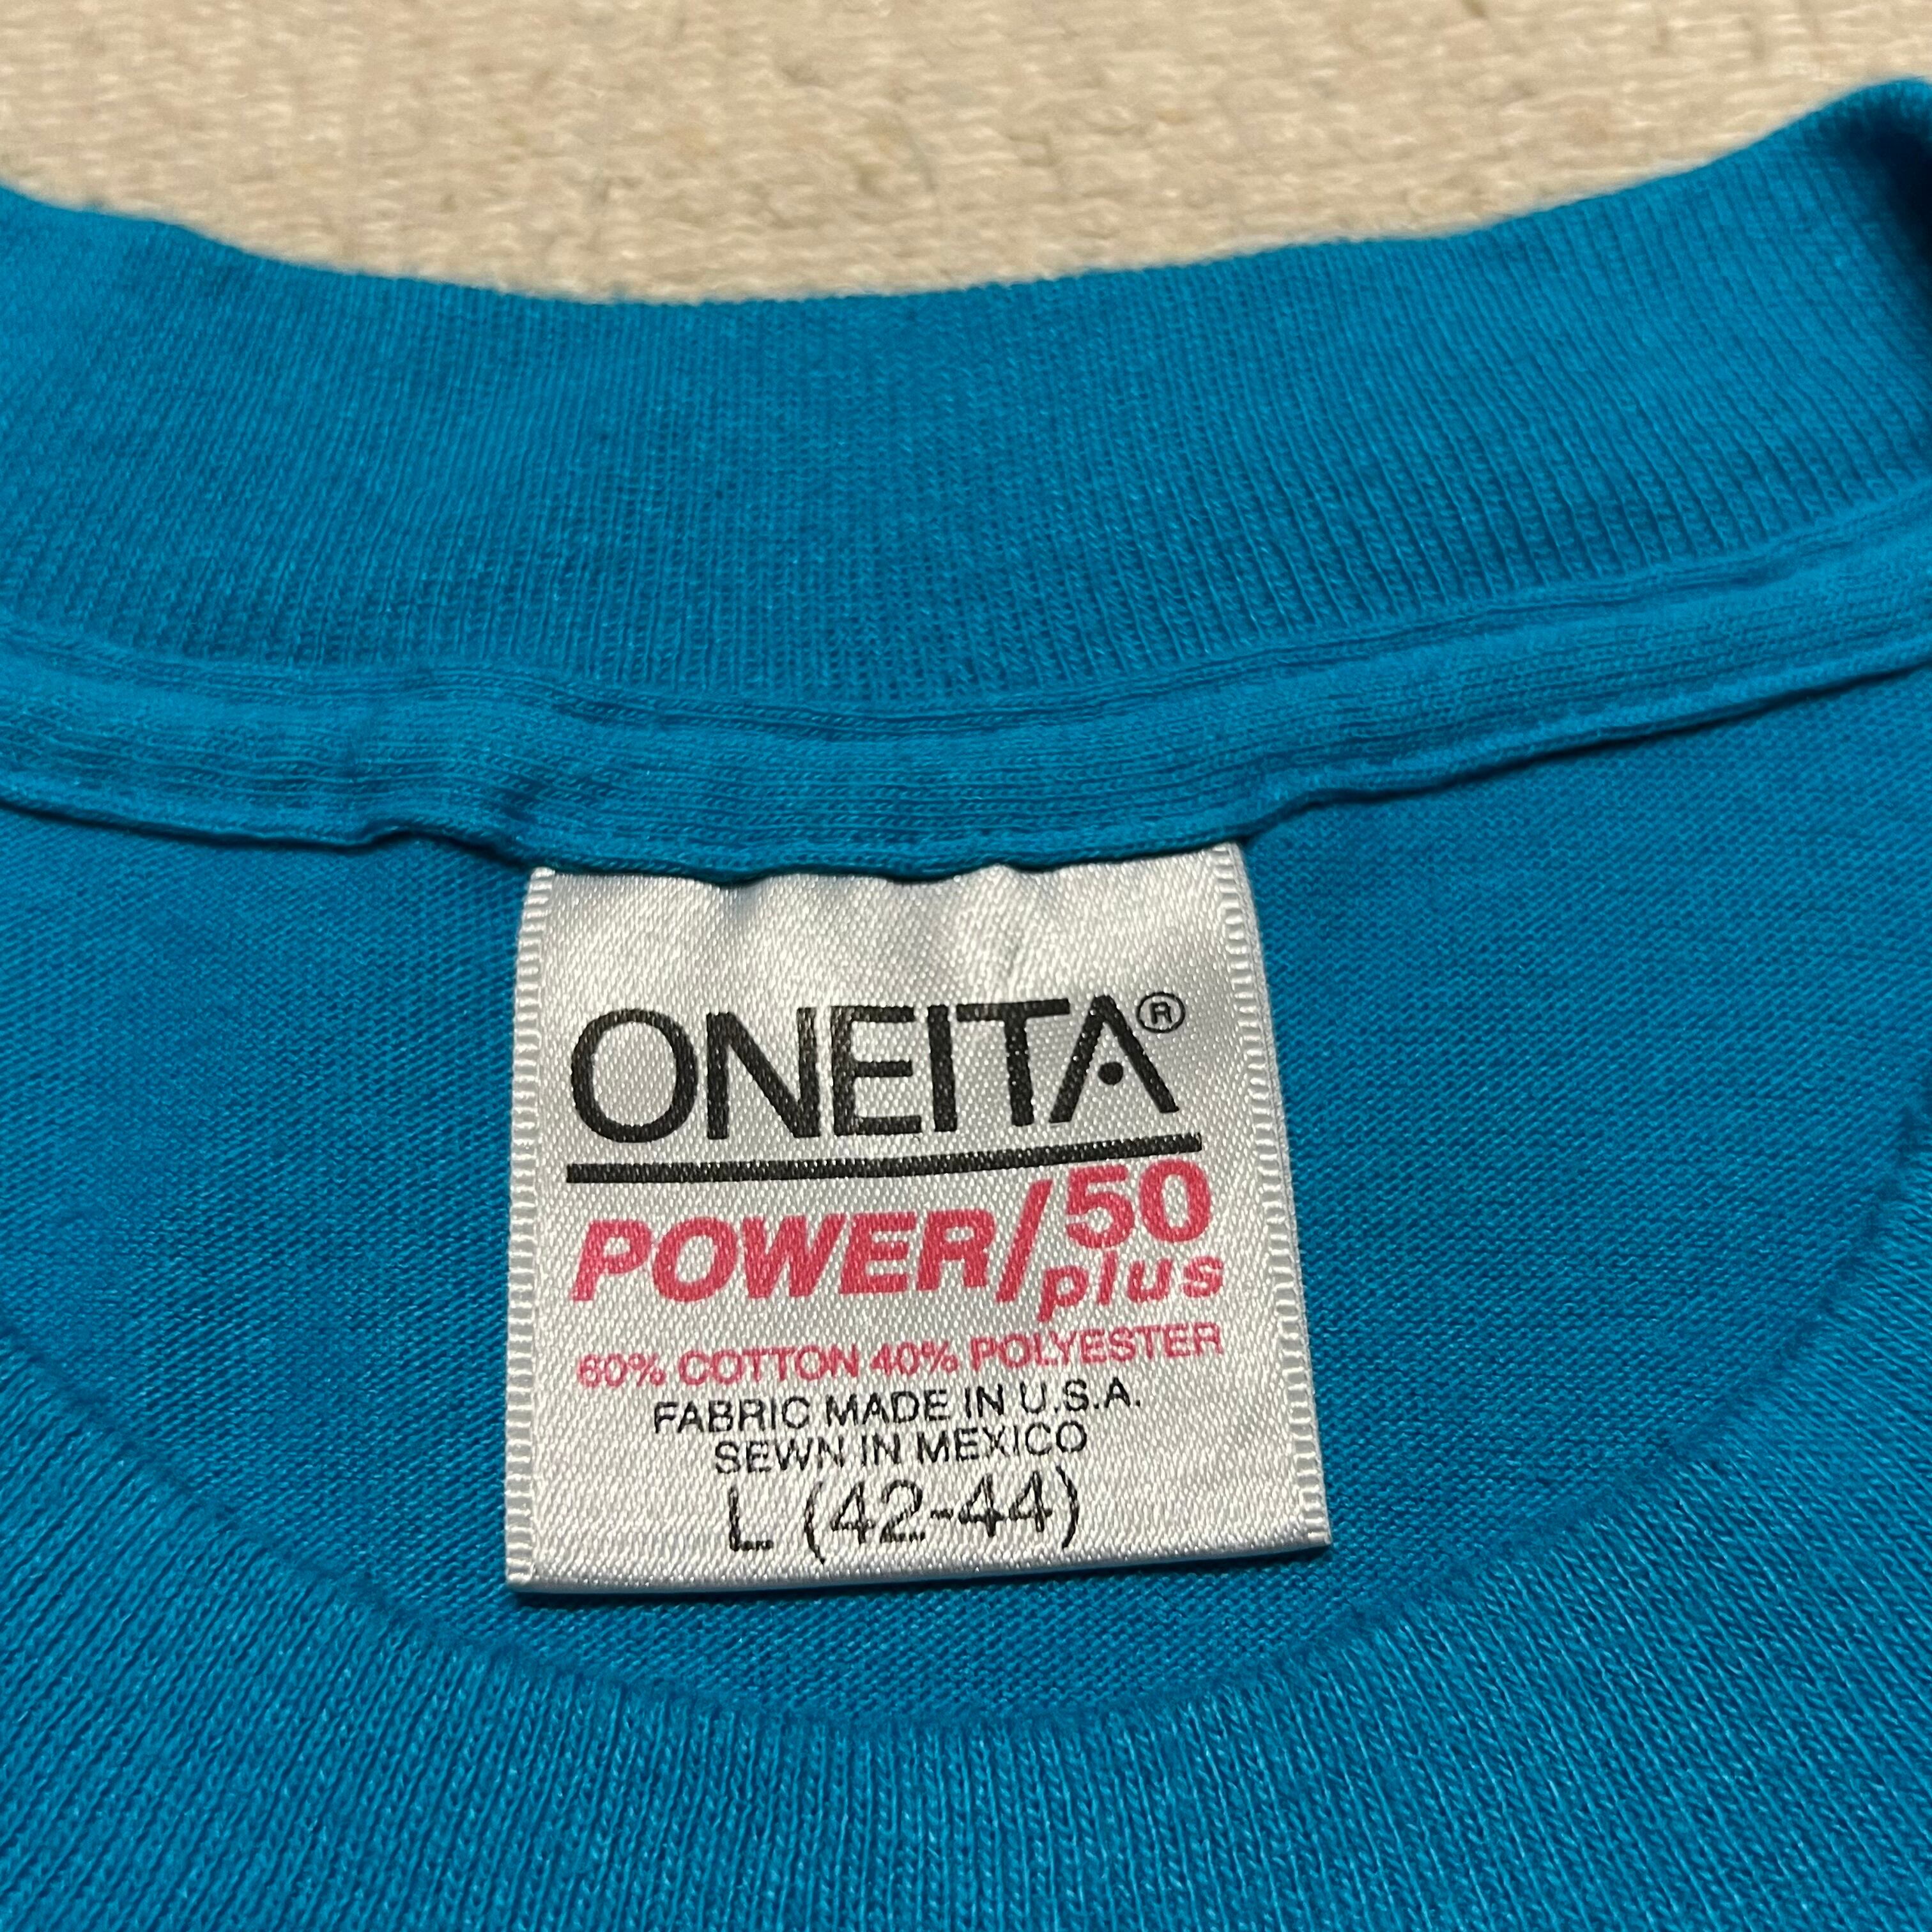 ONEITA®
POWER/50 plus
60% COTTON 40% POLYESTER
FABRIC MADE IN U.S.A.
SEWN IN MEXICO
L (42-44)